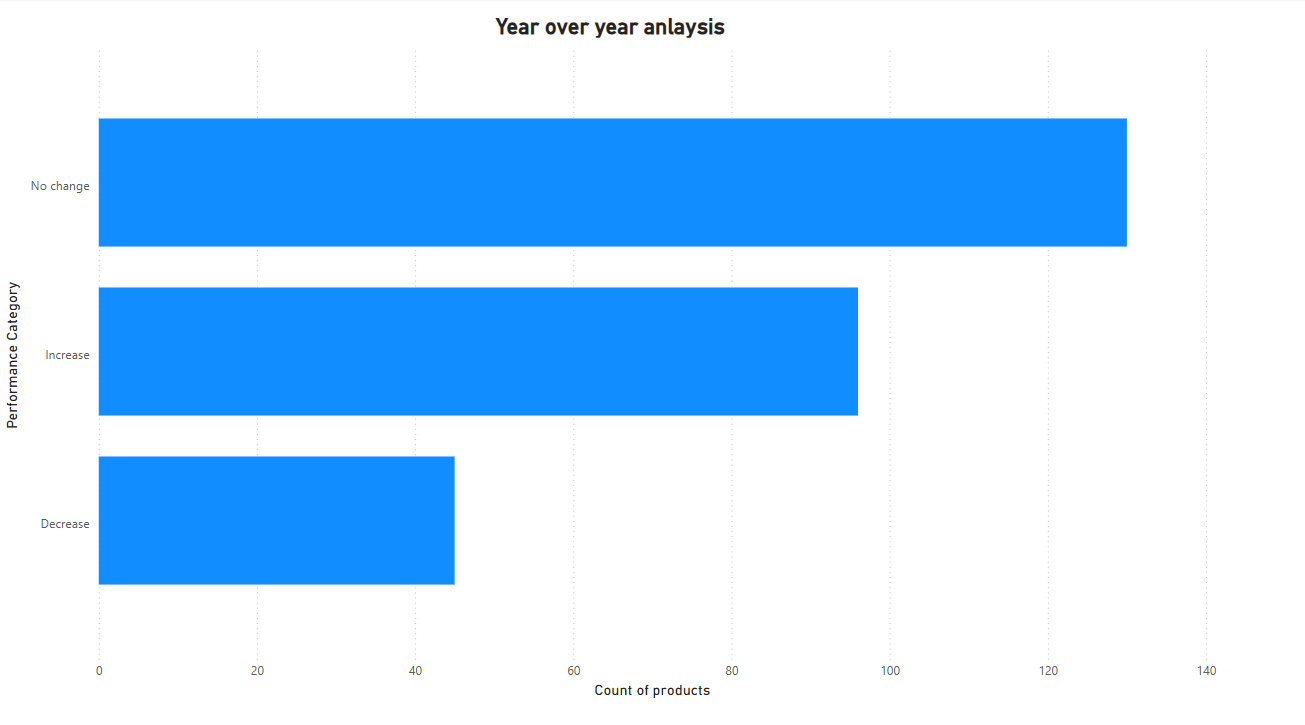 Year over year anlaysis
Performance Category
No change
Increase
Decrease
0 20 40 60 80 100 120 140
Count of products